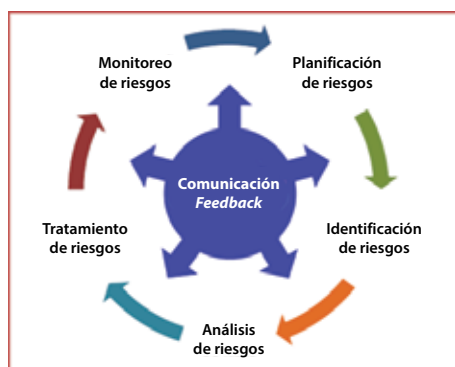 Monitoreo
de riesgos
Planificación
de riesgos
Comunicación
Feedback
Tratamiento
de riesgos
Identificación
de riesgos
Análisis
de riesgos